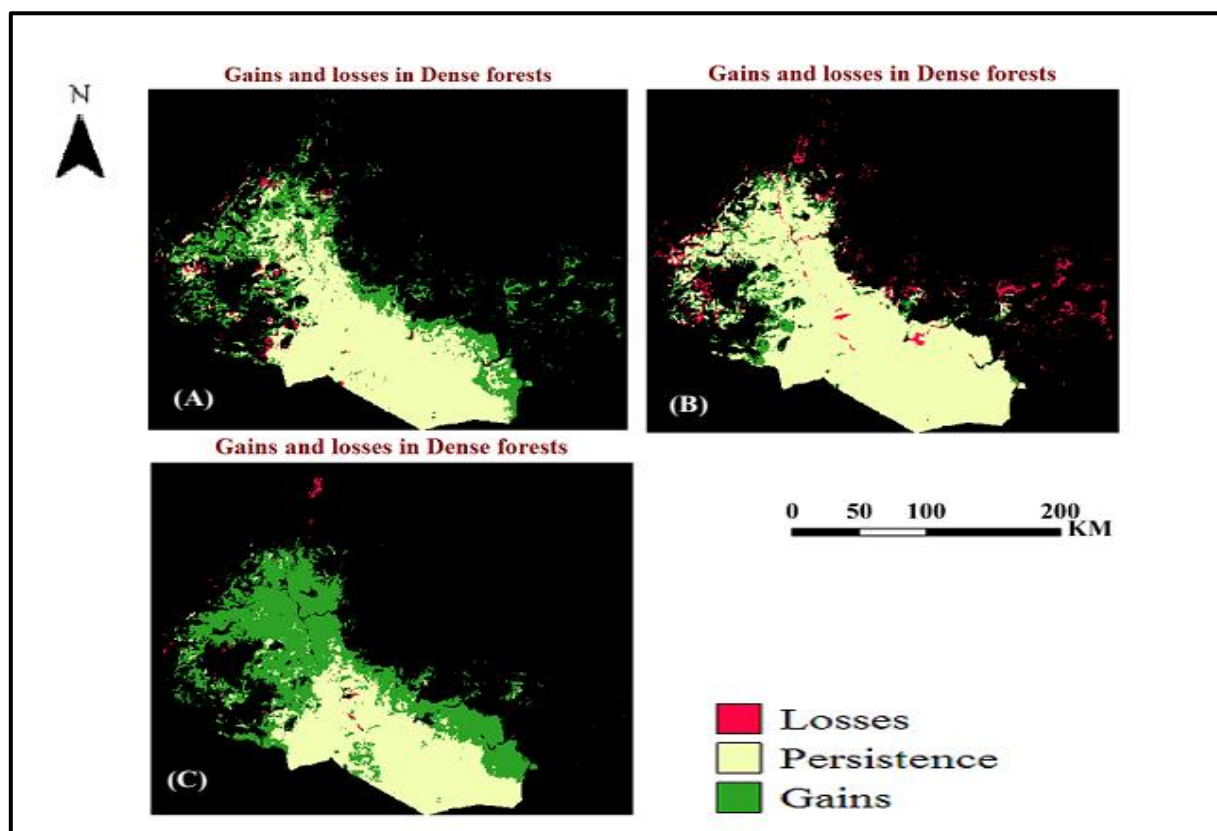 Gains and losses in Dense forests
Gains and losses in Dense forests
N
(A)
(B)
Gains and losses in Dense forests
0 50 100 200
KM
(C)
Losses
Persistence
Gains